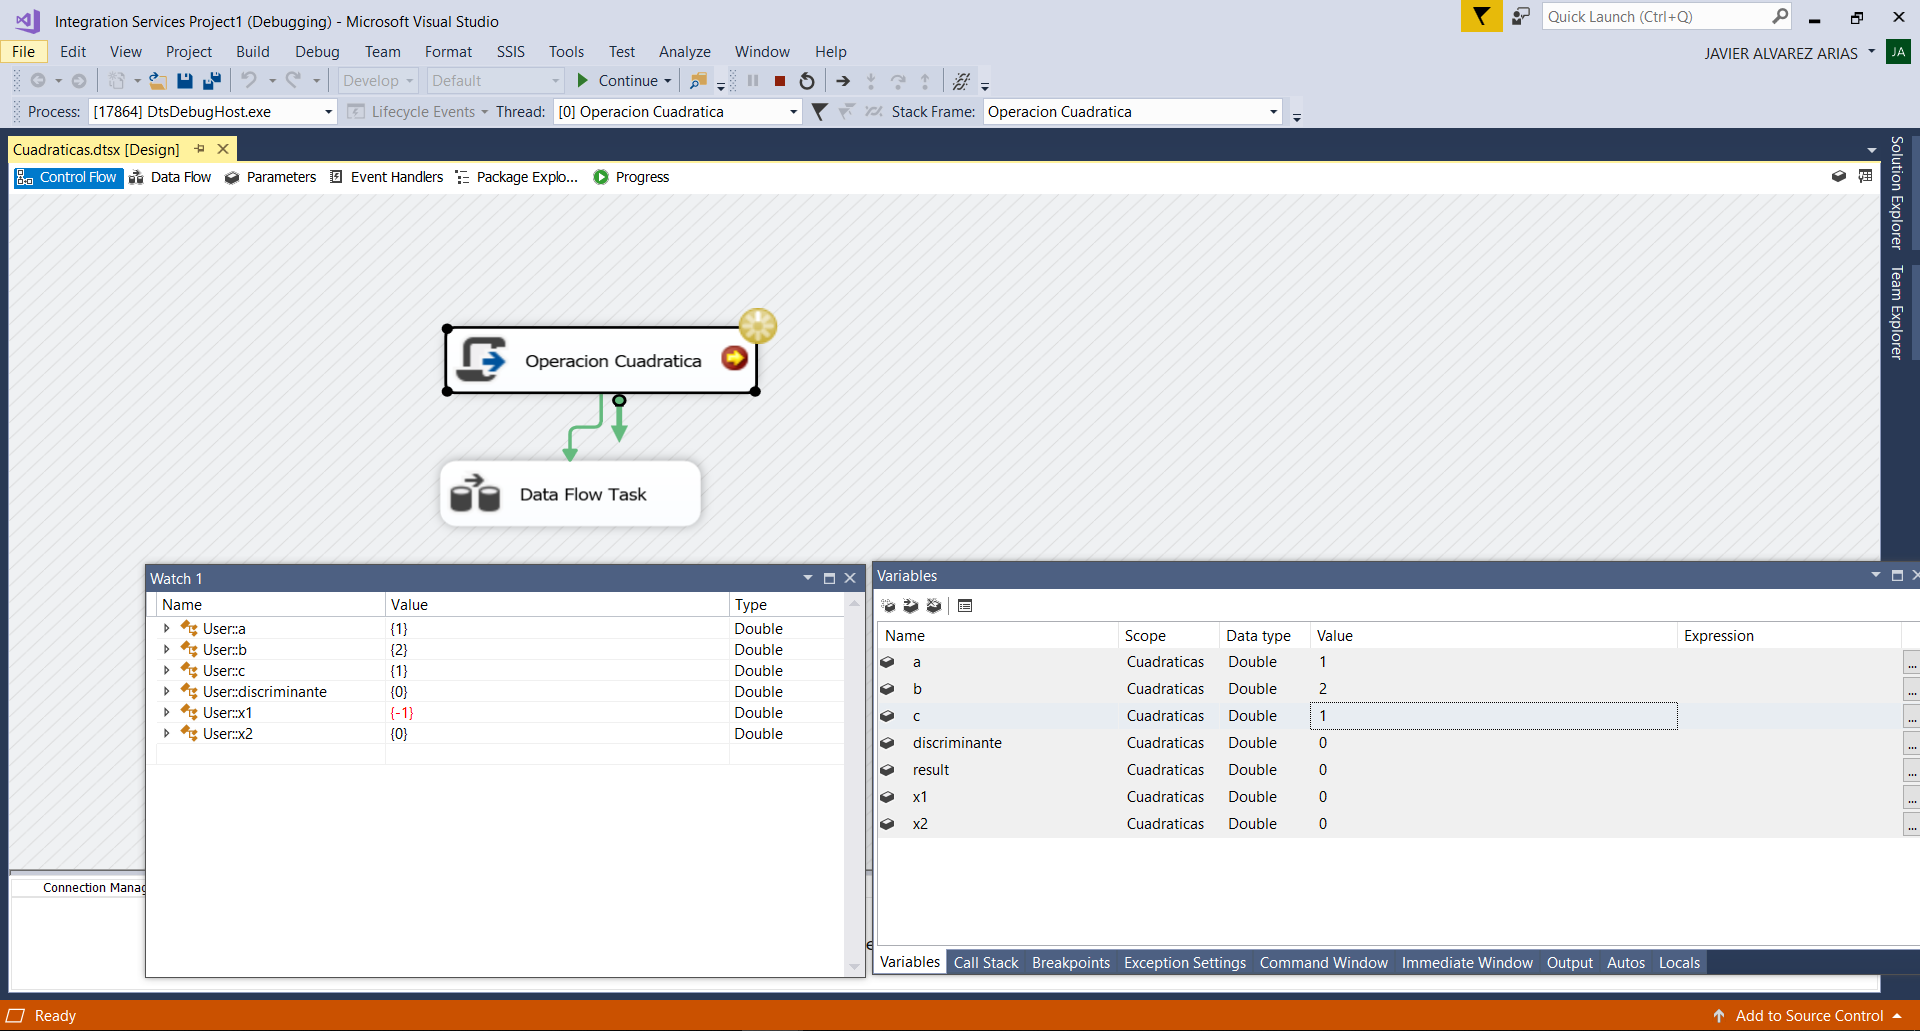 Integration Services Project1 (Debugging) - Microsoft Visual Studio
Quick Launch (Ctrl+Q)
File Edit View Project Build Debug Team Format SSIS Tools Test Analyze Window Help
JAVIER ALVAREZ ARIAS JA
Develop Default Continue
Process: [17864] DtsDebugHost.exe Lifecycle Events Thread: [0] Operacion Cuadratica Stack Frame: Operacion Cuadratica
Cuadraticas.dtsx [Design]
Control Flow Data Flow Parameters Event Handlers Package Explo... Progress
Solution Explorer
Team Explorer
Operacion Cuadratica
Data Flow Task
Watch 1
Name Value Type
User::a {1} Double
User::b {2} Double
User::c {1} Double
User::discriminante {0} Double
User::x1 {-1} Double
User::x2 {0} Double
Connection Manag
Variables
Name Scope Data type Value Expression
a Cuadraticas Double 1 ...
b Cuadraticas Double 2 ...
c Cuadraticas Double 1 ...
discriminante Cuadraticas Double 0 ...
result Cuadraticas Double 0 ...
x1 Cuadraticas Double 0 ...
x2 Cuadraticas Double 0 ...
Variables Call Stack Breakpoints Exception Settings Command Window Immediate Window Output Autos Locals
Ready
Add to Source Control